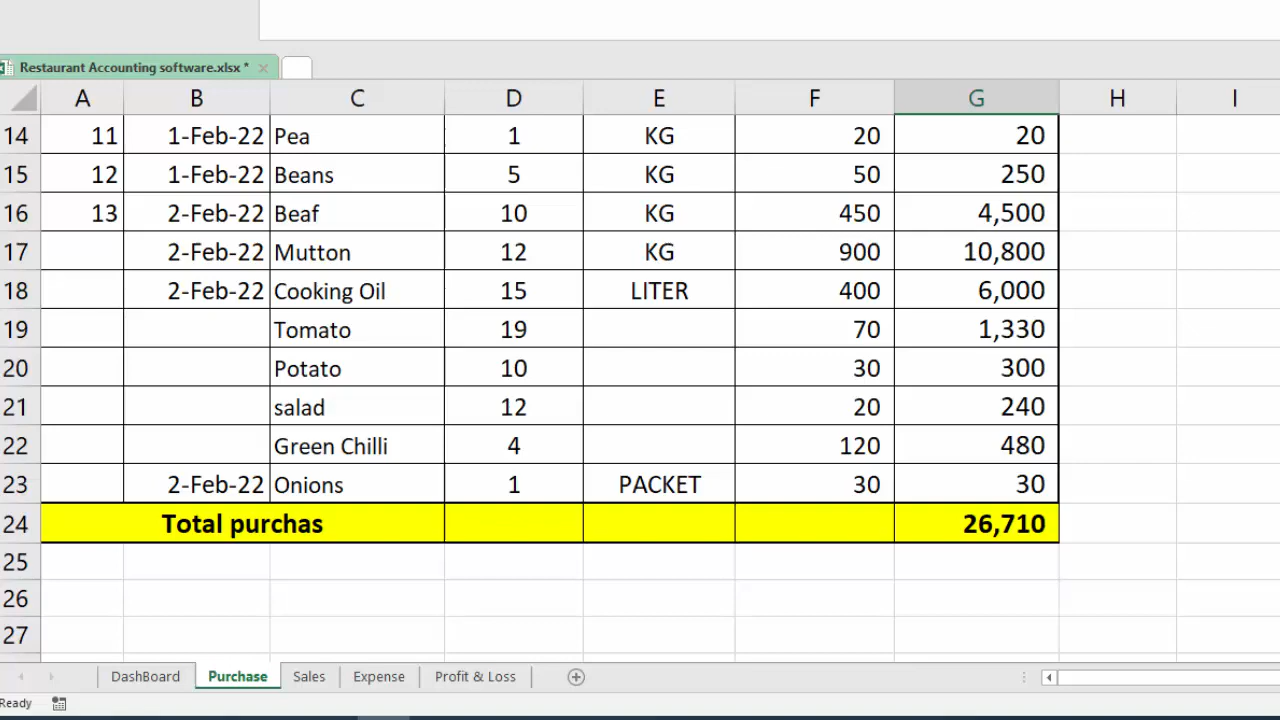 Restaurant Accounting software.xlsx *
A B C D E F G H I
14 11 1-Feb-22 Pea 1 KG 20 20
15 12 1-Feb-22 Beans 5 KG 50 250
16 13 2-Feb-22 Beaf 10 KG 450 4,500
17 2-Feb-22 Mutton 12 KG 900 10,800
18 2-Feb-22 Cooking Oil 15 LITER 400 6,000
19 Tomato 19 70 1,330
20 Potato 10 30 300
21 salad 12 20 240
22 Green Chilli 4 120 480
23 2-Feb-22 Onions 1 PACKET 30 30
24 Total purchas 26,710
25
26
27
DashBoard Purchase Sales Expense Profit & Loss
Ready